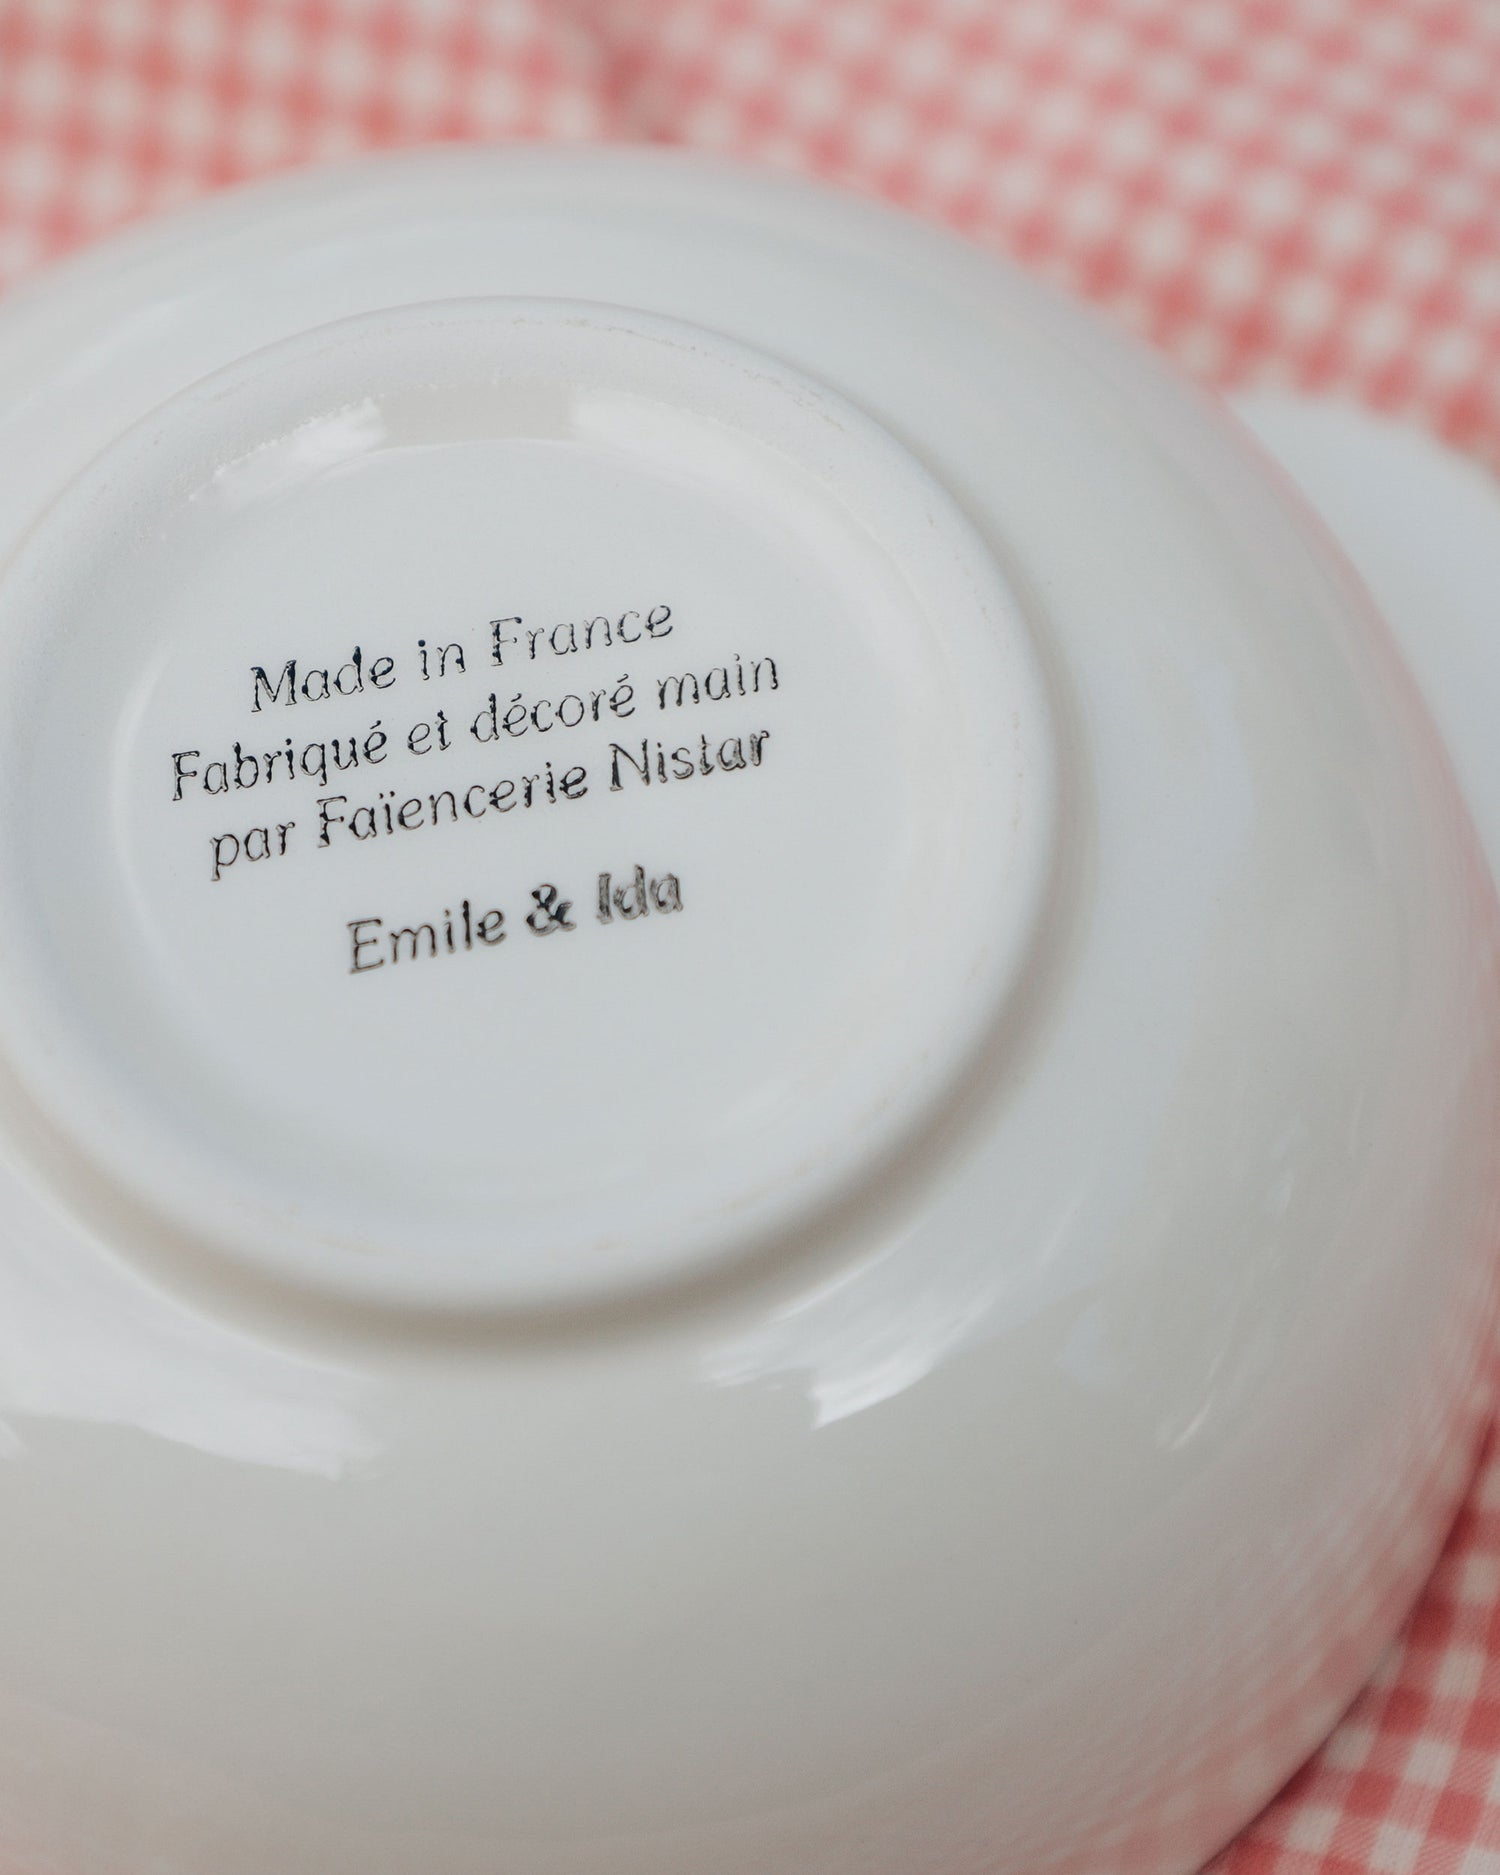 Made in France
Fabriqué et décoré main
par Faïencerie Nistar
Emile & Ida